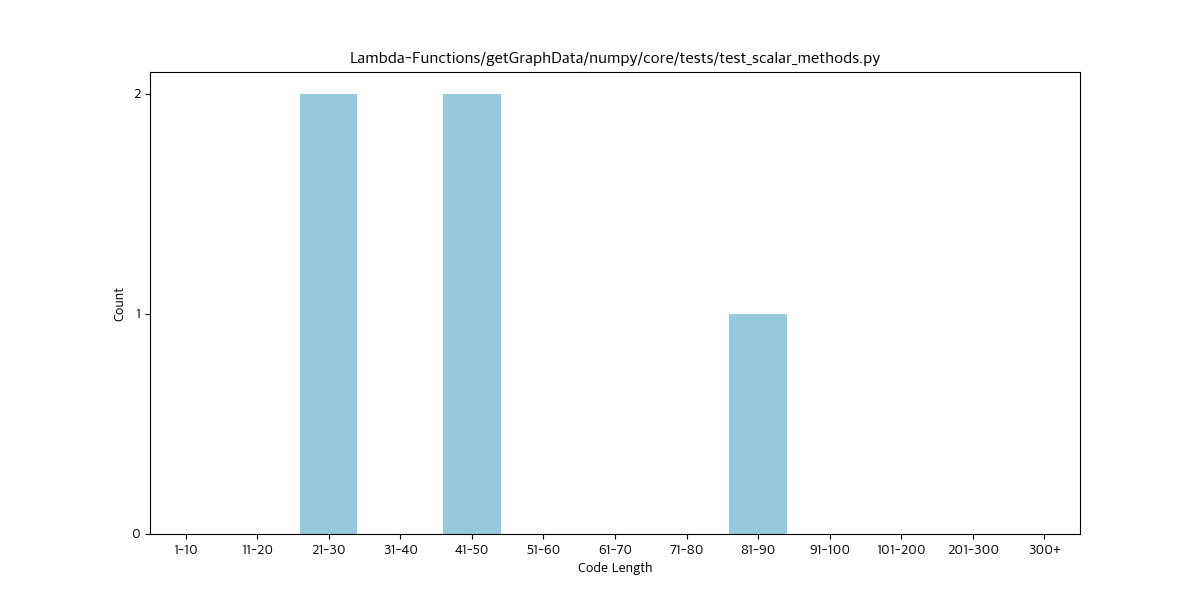 Lambda-Functions/getGraphData/numpy/core/tests/test_scalar_methods.py
2
1
0
Count
1-10 11-20 21-30 31-40 41-50 51-60 61-70 71-80 81-90 91-100 101-200 201-300 300+
Code Length